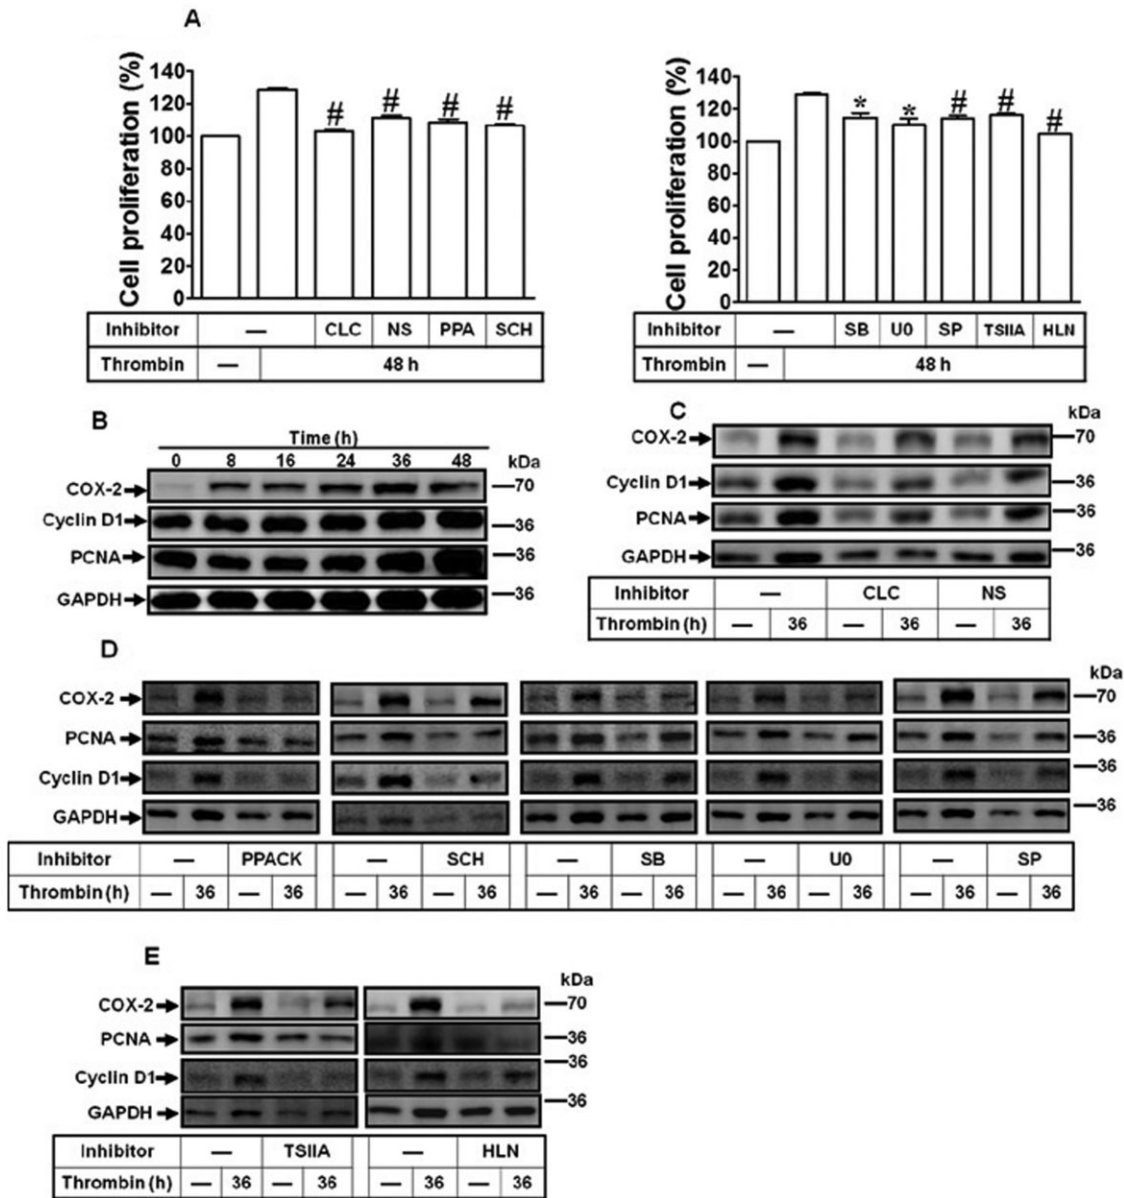 A
Cell proliferation (%)
140
120
100
80
60
40
20
0
# # # #
Inhibitor — CLC NS PPA SCH
Thrombin — 48 h
Cell proliferation (%)
140
120
100
80
60
40
20
0
* * # # #
Inhibitor — SB U0 SP TSIIA HLN
Thrombin — 48 h
B
Time (h)
0 8 16 24 36 48 kDa
COX-2 70
Cyclin D1 36
PCNA 36
GAPDH 36
C
kDa
COX-2 70
Cyclin D1 36
PCNA 36
GAPDH 36
Inhibitor — CLC NS
Thrombin (h) — 36 — 36 — 36
D
kDa
COX-2 70
PCNA 36
Cyclin D1 36
GAPDH 36
Inhibitor — PPACK — SCH — SB — U0 — SP
Thrombin (h) — 36 — 36 — 36 — 36 — 36 — 36 — 36 — 36 — 36 — 36
E
kDa
COX-2 70
PCNA 36
Cyclin D1 36
GAPDH 36
Inhibitor — TSIIA — HLN
Thrombin (h) — 36 — 36 — 36 — 36